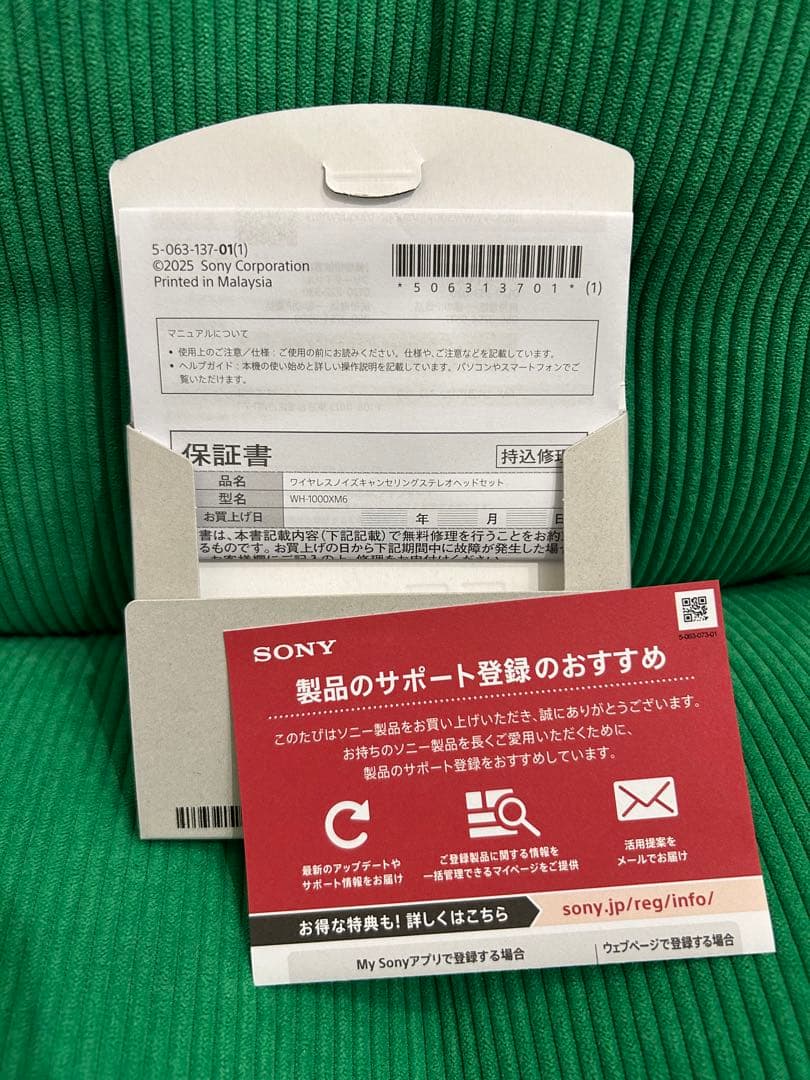 5-063-137-01(1)
©2025 Sony Corporation
Printed in Malaysia
*506313701*(1)
マニュアルについて
• 使用上のご注意/仕様:ご使用の前にお読みください。仕様や、ご注意などを記載しています。
• ヘルプガイド:本機の使い始めと詳しい操作説明を記載しています。パソコンやスマートフォンでご
覧いただけます。
保証書
持込修理
品名 ワイヤレスノイズキャンセリングステレオヘッドセット
型名 WH-1000XM6
お買上げ日 年 月 日
書は、本書記載内容(下記記載)で無料修理を行うことをお約
るものです。お買上げの日から下記期間中に故障が発生した場
SONY
5-063-073-01
製品のサポート登録のおすすめ
このたびはソニー製品をお買い上げいただき、誠にありがとうございます。
お持ちのソニー製品を長くご愛用いただくために、
製品のサポート登録をおすすめしています。
最新のアップデートや
サポート情報をお届け
ご登録製品に関する情報を
一括管理できるマイページをご提供
活用提案を
メールでお届け
お得な特典も! 詳しくはこちら
sony.jp/reg/info/
My Sonyアプリで登録する場合
ウェブページで登録する場合